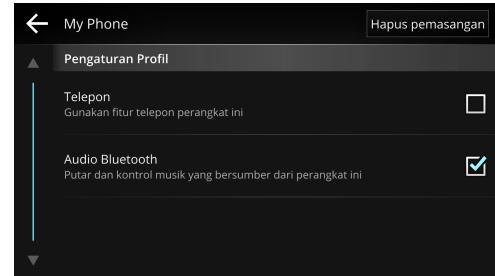 My Phone
Hapus pemasangan
Pengaturan Profil
Telepon
Gunakan fitur telepon perangkat ini
Audio Bluetooth
Putar dan kontrol musik yang bersumber dari perangkat ini